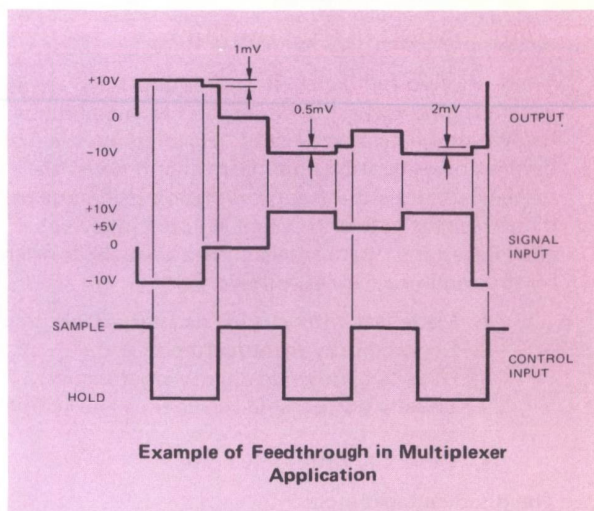 1mV
+10V
0
0.5mV
2mV
OUTPUT
-10V
+10V
+5V
0
SIGNAL
INPUT
-10V
SAMPLE
CONTROL
INPUT
HOLD
Example of Feedthrough in Multiplexer
Application